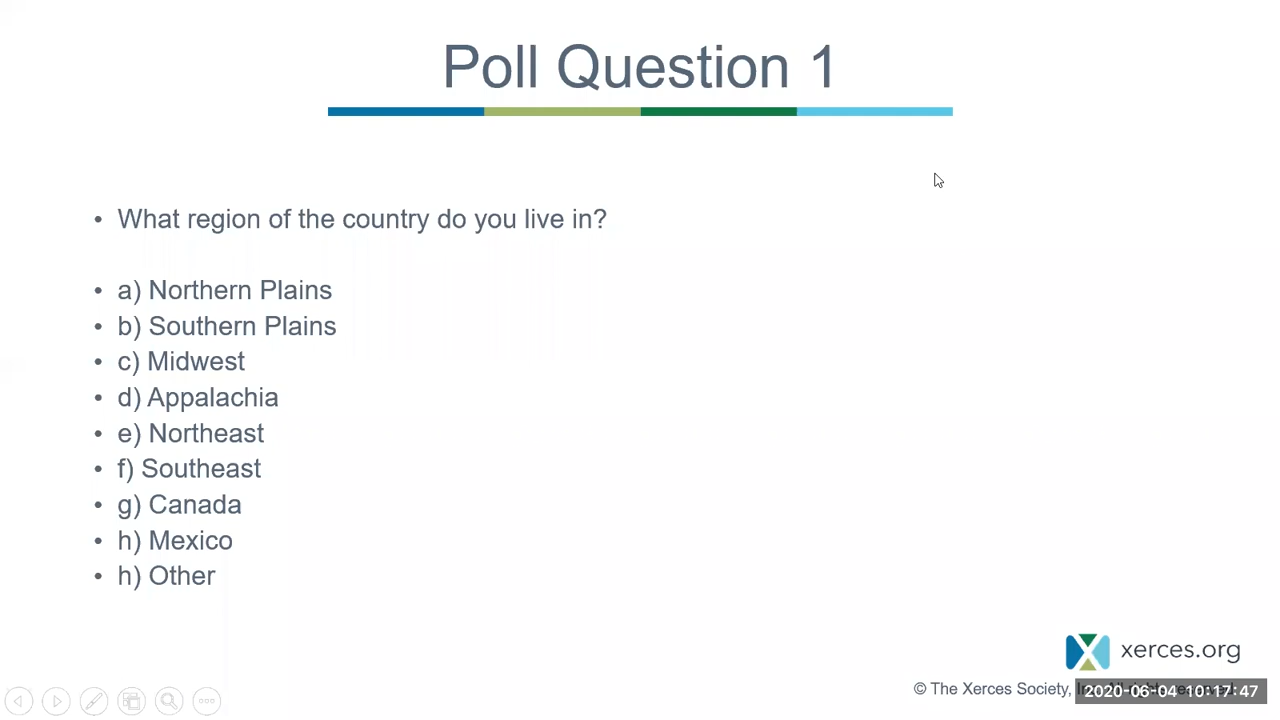 Poll Question 1
• What region of the country do you live in?
• a) Northern Plains
• b) Southern Plains
• c) Midwest
• d) Appalachia
• e) Northeast
• f) Southeast
• g) Canada
• h) Mexico
• h) Other
xerces.org
© The Xerces Society,
2020-06-04 10:17:47